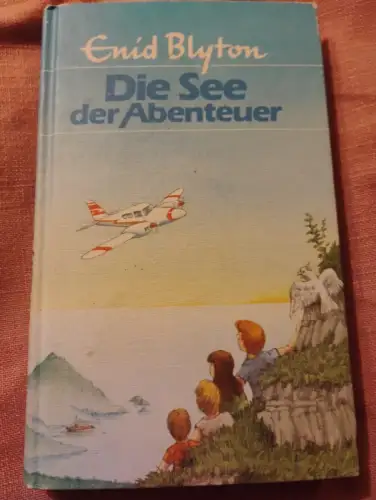 Enid Blyton
Die See
der Abenteuer